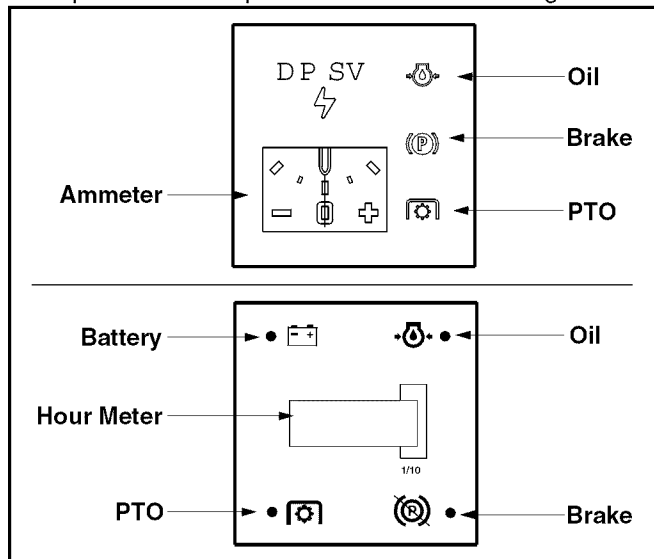 DP SV
Oil
(P)
Brake
Ammeter
PTO
Battery
Oil
Hour Meter
1/10
PTO
(R)
Brake